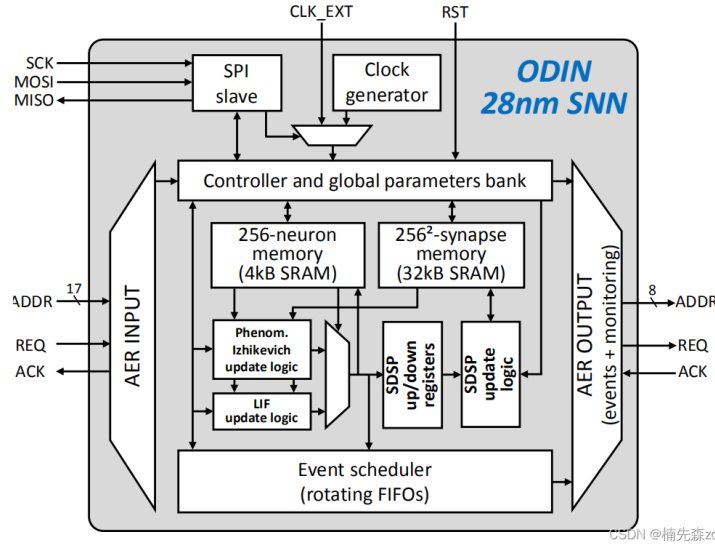 CLK_EXT
RST
SCK
MOSI
MISO
SPI
slave
Clock
generator
ODIN
28nm SNN
Controller and global parameters bank
256-neuron
memory
(4kB SRAM)
256²-synapse
memory
(32kB SRAM)
17
ADDR
REQ
ACK
AER INPUT
Phenom.
Izhikevich
update logic
LIF
update logic
SDSP
up/down
registers
SDSP
update
logic
AER OUTPUT
(events + monitoring)
8
ADDR
REQ
ACK
Event scheduler
(rotating FIFOs)
CSDN @楠先森zc